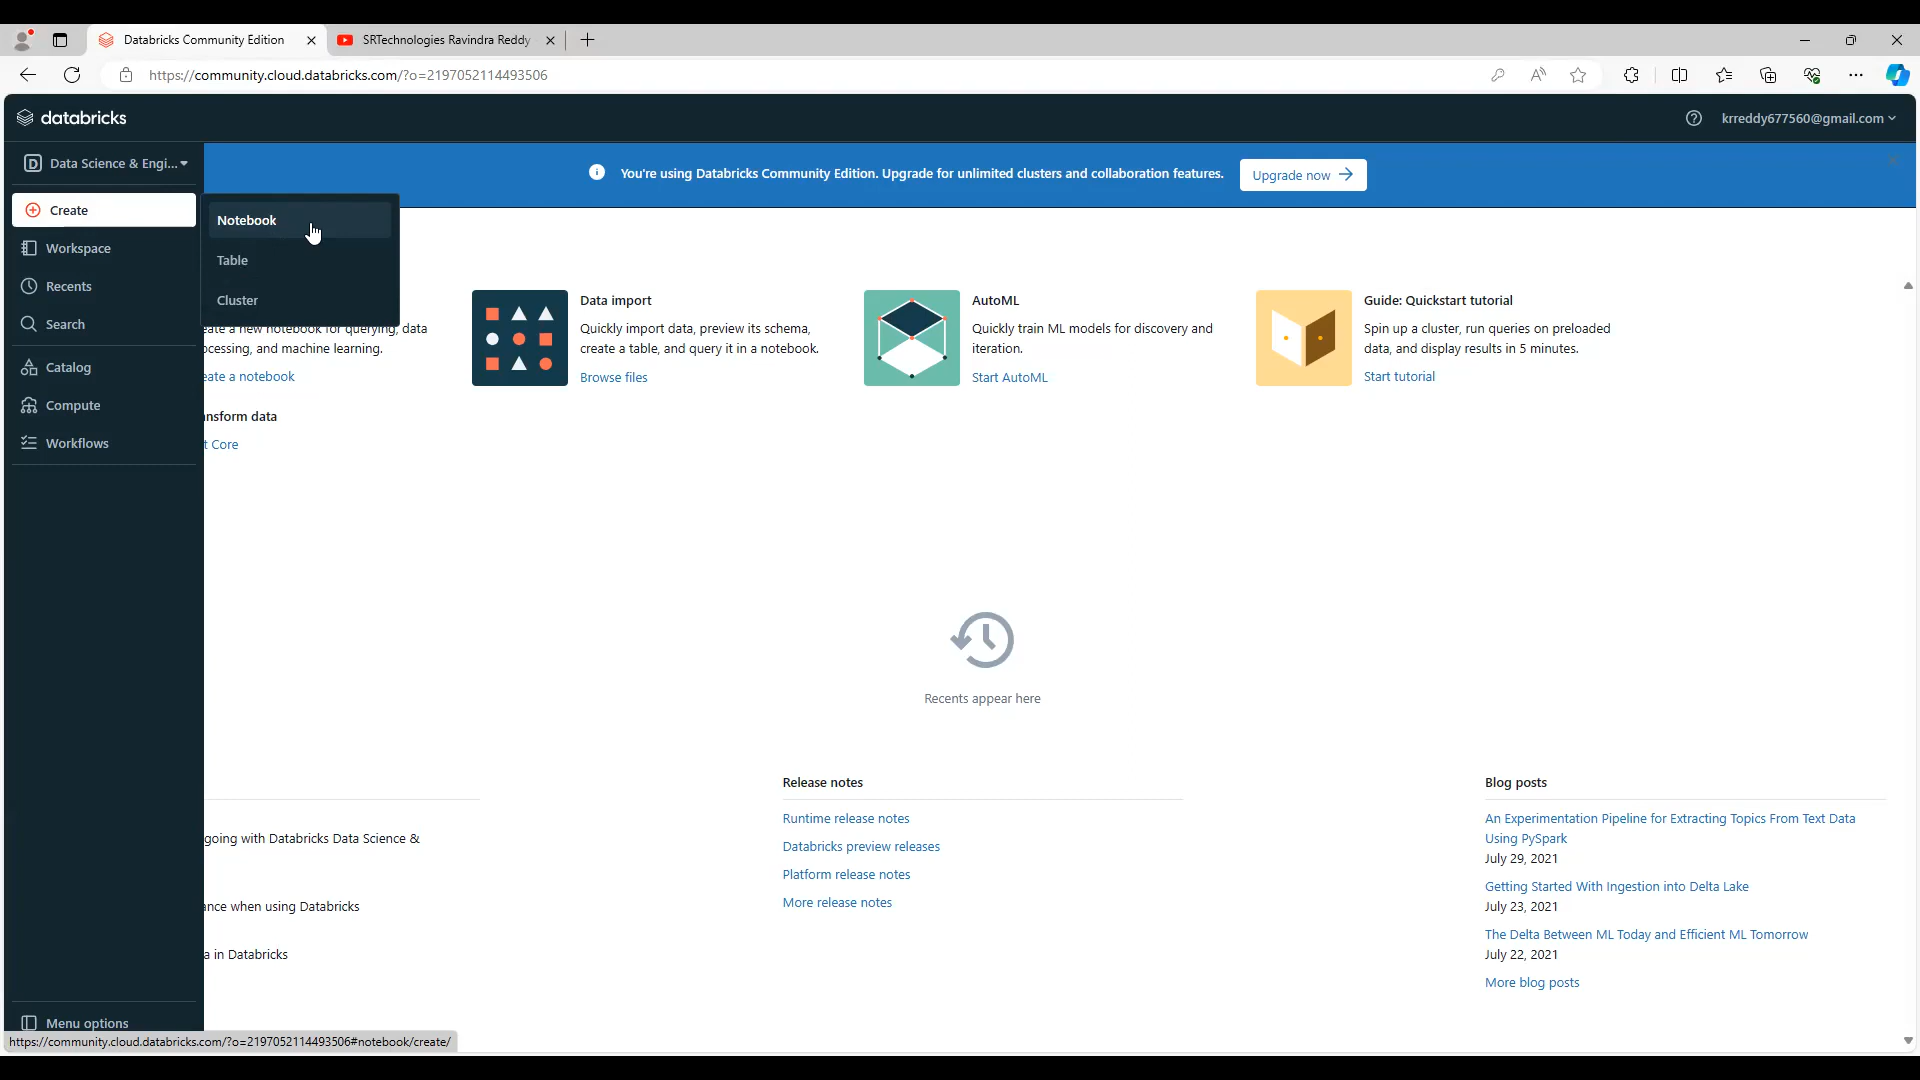 Databricks Community Edition
SRTechnologies Ravindra Reddy
https://community.cloud.databricks.com/?o=2197052114493506
databricks
krreddy677560@gmail.com
D Data Science & Engi...
You're using Databricks Community Edition. Upgrade for unlimited clusters and collaboration features.
Upgrade now
Create
Workspace
Recents
Search
Catalog
Compute
Workflows
Menu options
Notebook
Table
Cluster
eate a new notebook for querying, data
ocessing, and machine learning.
eate a notebook
Data import
Quickly import data, preview its schema,
create a table, and query it in a notebook.
Browse files
AutoML
Quickly train ML models for discovery and
iteration.
Start AutoML
Guide: Quickstart tutorial
Spin up a cluster, run queries on preloaded
data, and display results in 5 minutes.
Start tutorial
ansform data
t Core
Recents appear here
going with Databricks Data Science &
ance when using Databricks
a in Databricks
Release notes
Runtime release notes
Databricks preview releases
Platform release notes
More release notes
Blog posts
An Experimentation Pipeline for Extracting Topics From Text Data
Using PySpark
July 29, 2021
Getting Started With Ingestion into Delta Lake
July 23, 2021
The Delta Between ML Today and Efficient ML Tomorrow
July 22, 2021
More blog posts
https://community.cloud.databricks.com/?o=2197052114493506#notebook/create/